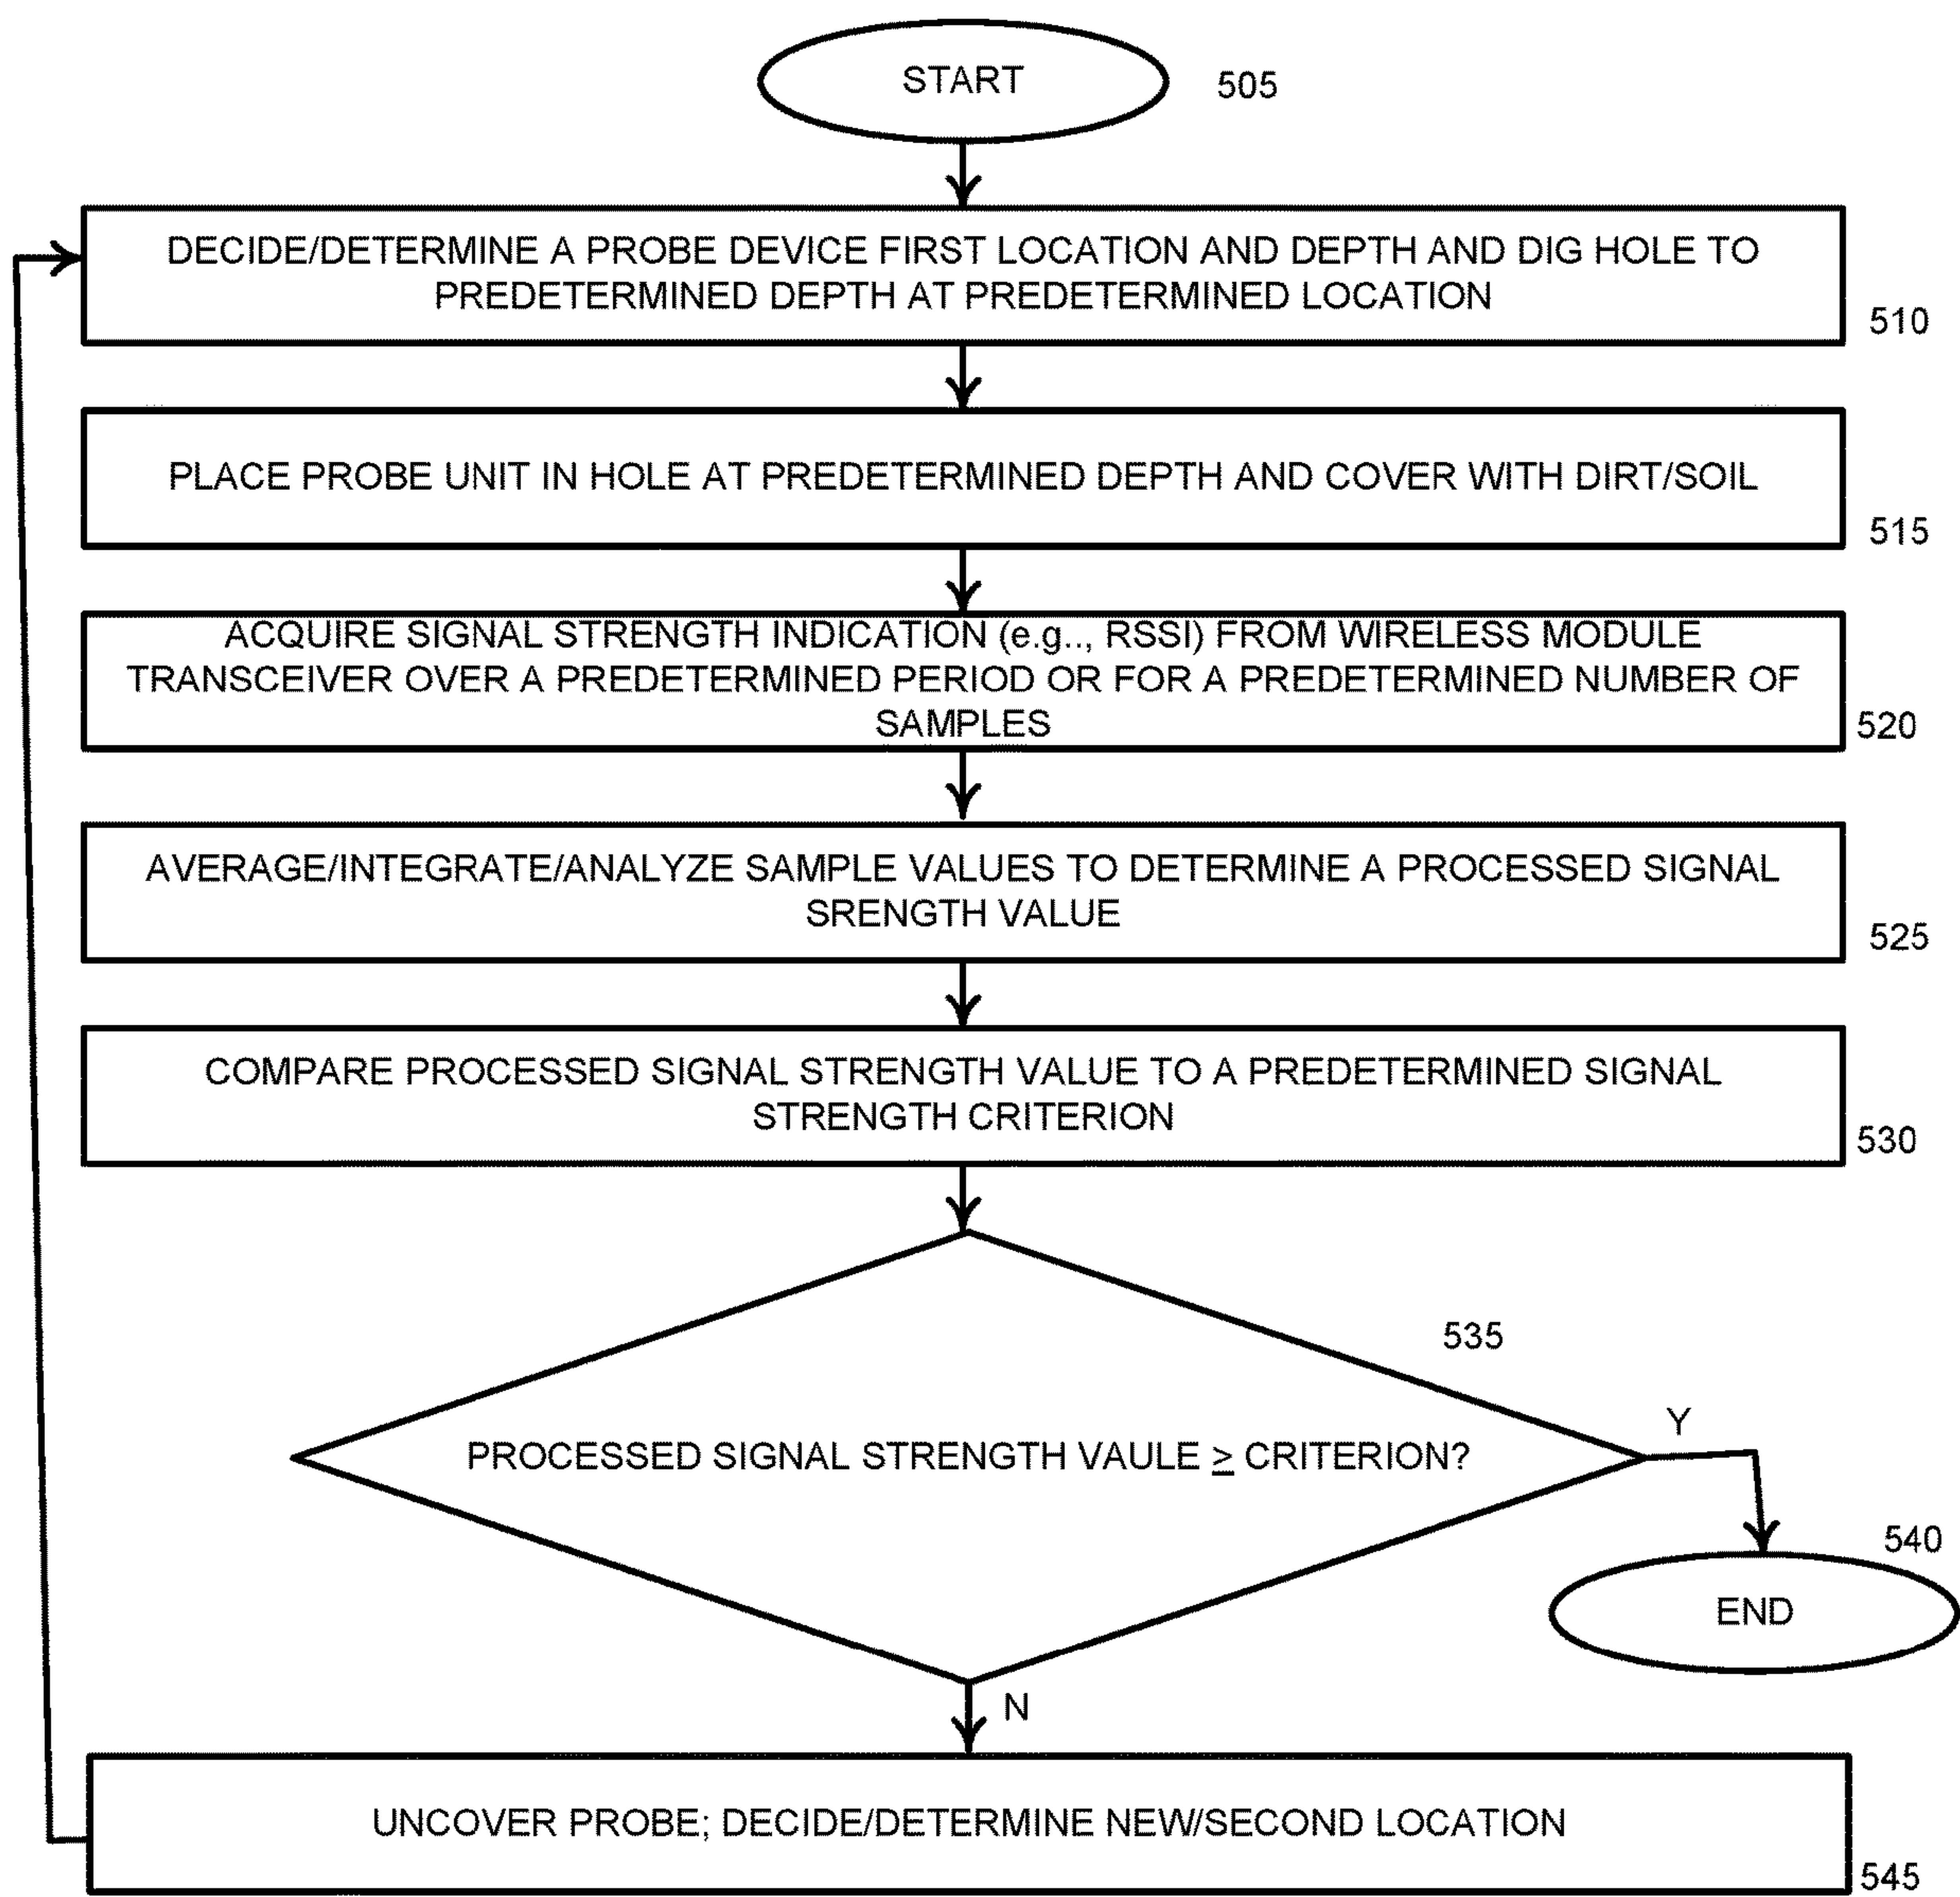 START
505
DECIDE/DETERMINE A PROBE DEVICE FIRST LOCATION AND DEPTH AND DIG HOLE TO
PREDETERMINED DEPTH AT PREDETERMINED LOCATION
510
PLACE PROBE UNIT IN HOLE AT PREDETERMINED DEPTH AND COVER WITH DIRT/SOIL
515
ACQUIRE SIGNAL STRENGTH INDICATION (e.g.., RSSI) FROM WIRELESS MODULE
TRANSCEIVER OVER A PREDETERMINED PERIOD OR FOR A PREDETERMINED NUMBER OF
SAMPLES
520
AVERAGE/INTEGRATE/ANALYZE SAMPLE VALUES TO DETERMINE A PROCESSED SIGNAL
SRENGTH VALUE
525
COMPARE PROCESSED SIGNAL STRENGTH VALUE TO A PREDETERMINED SIGNAL
STRENGTH CRITERION
530
535
PROCESSED SIGNAL STRENGTH VAULE ≥ CRITERION?
Y
540
END
N
UNCOVER PROBE; DECIDE/DETERMINE NEW/SECOND LOCATION
545